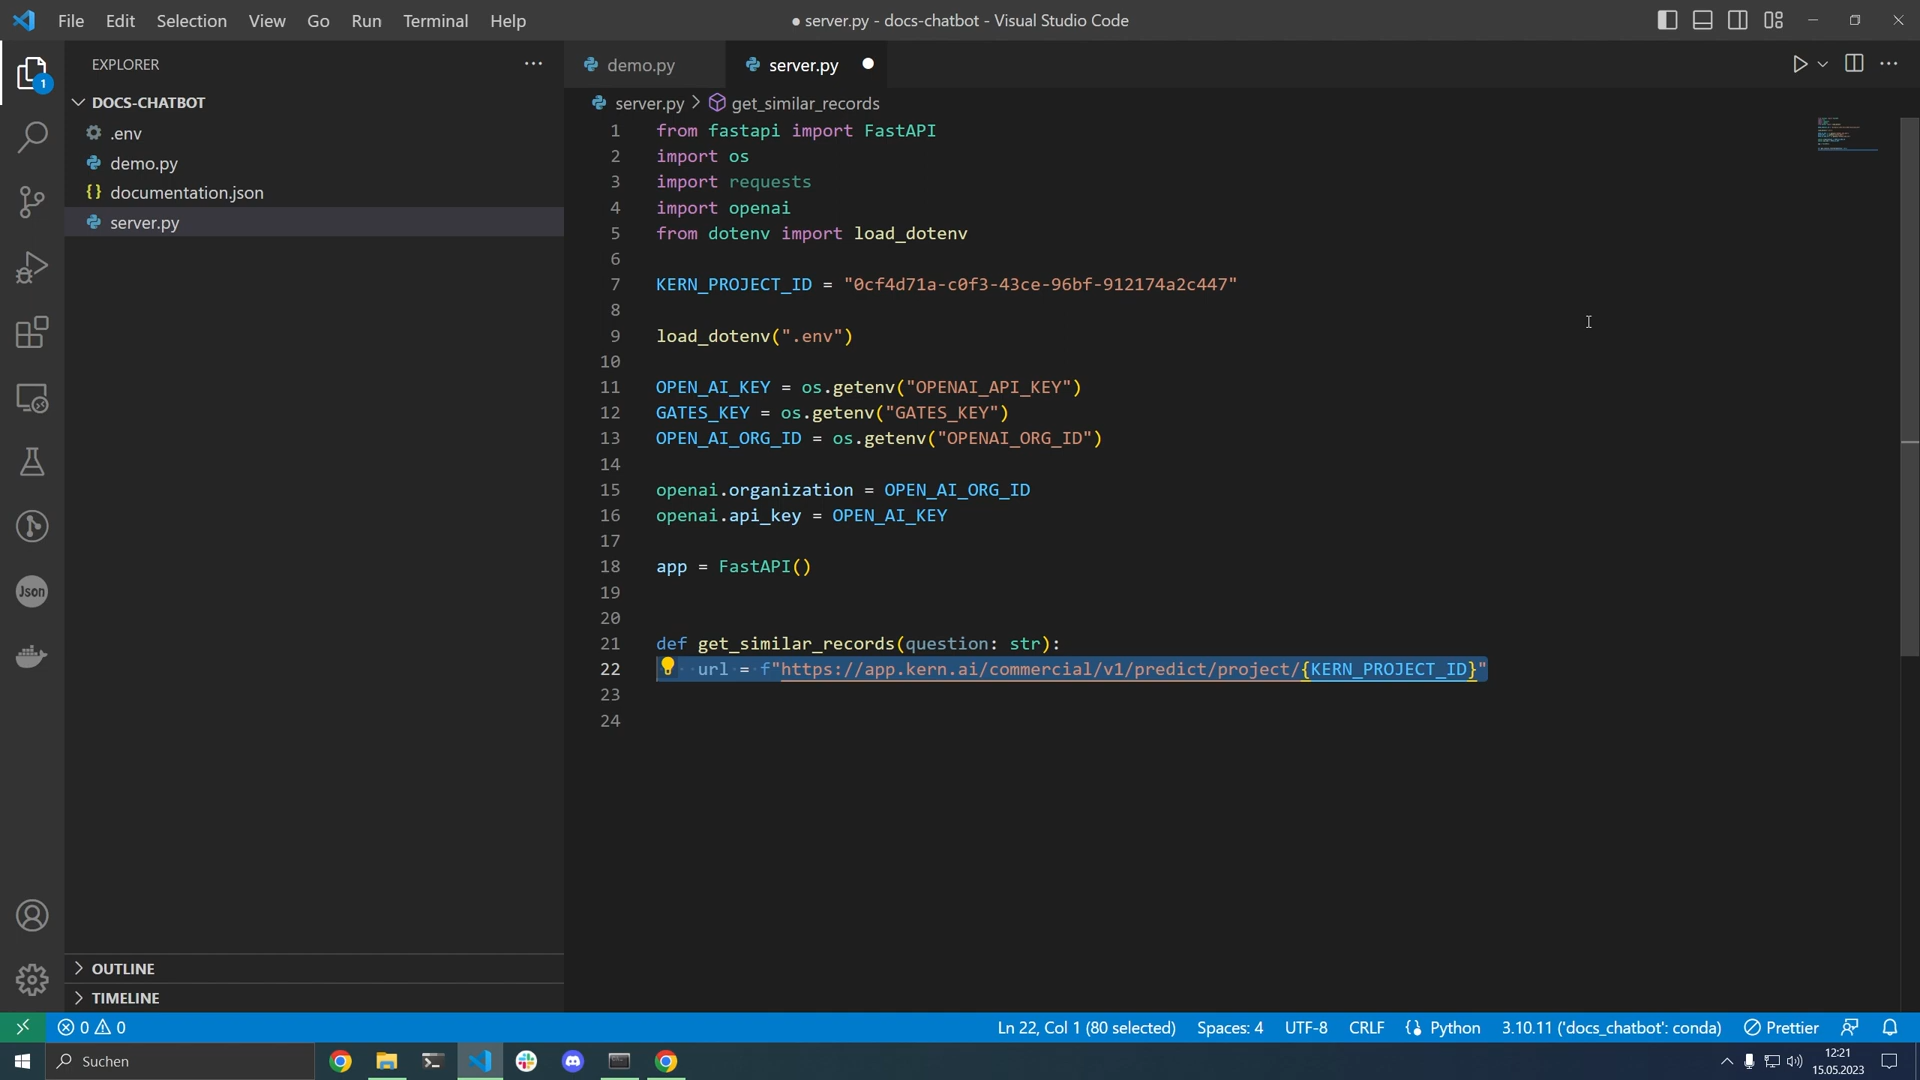 File Edit Selection View Go Run Terminal Help
● server.py - docs-chatbot - Visual Studio Code
EXPLORER
1
DOCS-CHATBOT
.env
demo.py
{} documentation.json
server.py
Json
OUTLINE
TIMELINE
demo.py
server.py
server.py > get_similar_records
1 from fastapi import FastAPI
2 import os
3 import requests
4 import openai
5 from dotenv import load_dotenv
6
7 KERN_PROJECT_ID = "0cf4d71a-c0f3-43ce-96bf-912174a2c447"
8
9 load_dotenv(".env")
10
11 OPEN_AI_KEY = os.getenv("OPENAI_API_KEY")
12 GATES_KEY = os.getenv("GATES_KEY")
13 OPEN_AI_ORG_ID = os.getenv("OPENAI_ORG_ID")
14
15 openai.organization = OPEN_AI_ORG_ID
16 openai.api_key = OPEN_AI_KEY
17
18 app = FastAPI()
19
20
21 def get_similar_records(question: str):
22 url = f"https://app.kern.ai/commercial/v1/predict/project/{KERN_PROJECT_ID}"
23
24
0 0
Ln 22, Col 1 (80 selected) Spaces: 4 UTF-8 CRLF Python 3.10.11 ('docs_chatbot': conda) Prettier
Suchen
12:21
15.05.2023